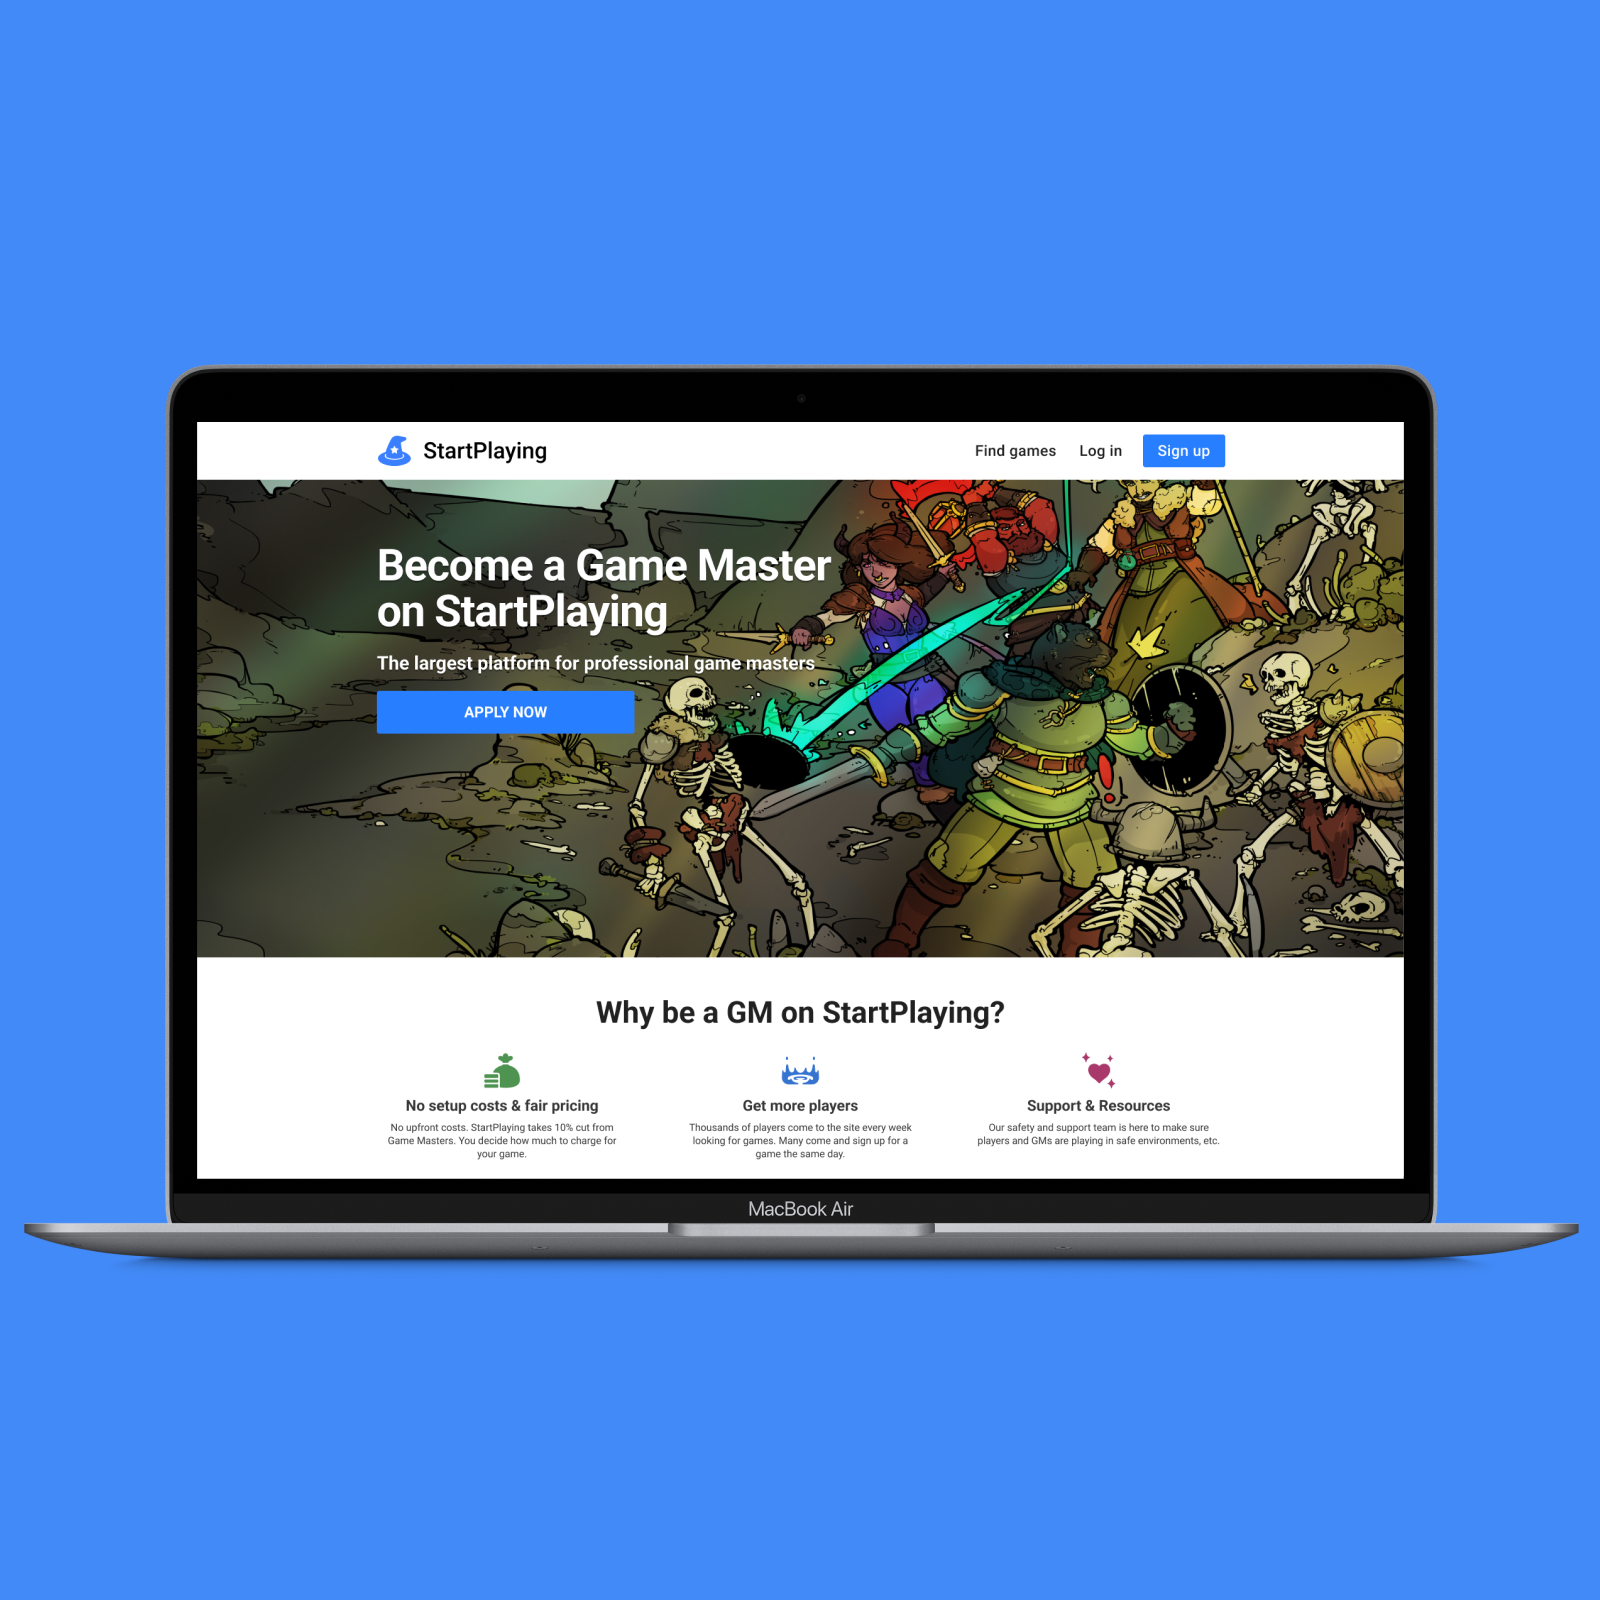 StartPlaying
Find games
Log in
Sign up
Become a Game Master
on StartPlaying
The largest platform for professional game masters
APPLY NOW
Why be a GM on StartPlaying?
No setup costs & fair pricing
No upfront costs. StartPlaying takes 10% cut from
Game Masters. You decide how much to charge for
your game.
Get more players
Thousands of players come to the site every week
looking for games. Many come and sign up for a
game the same day.
Support & Resources
Our safety and support team is here to make sure
players and GMs are playing in safe environments, etc.
MacBook Air